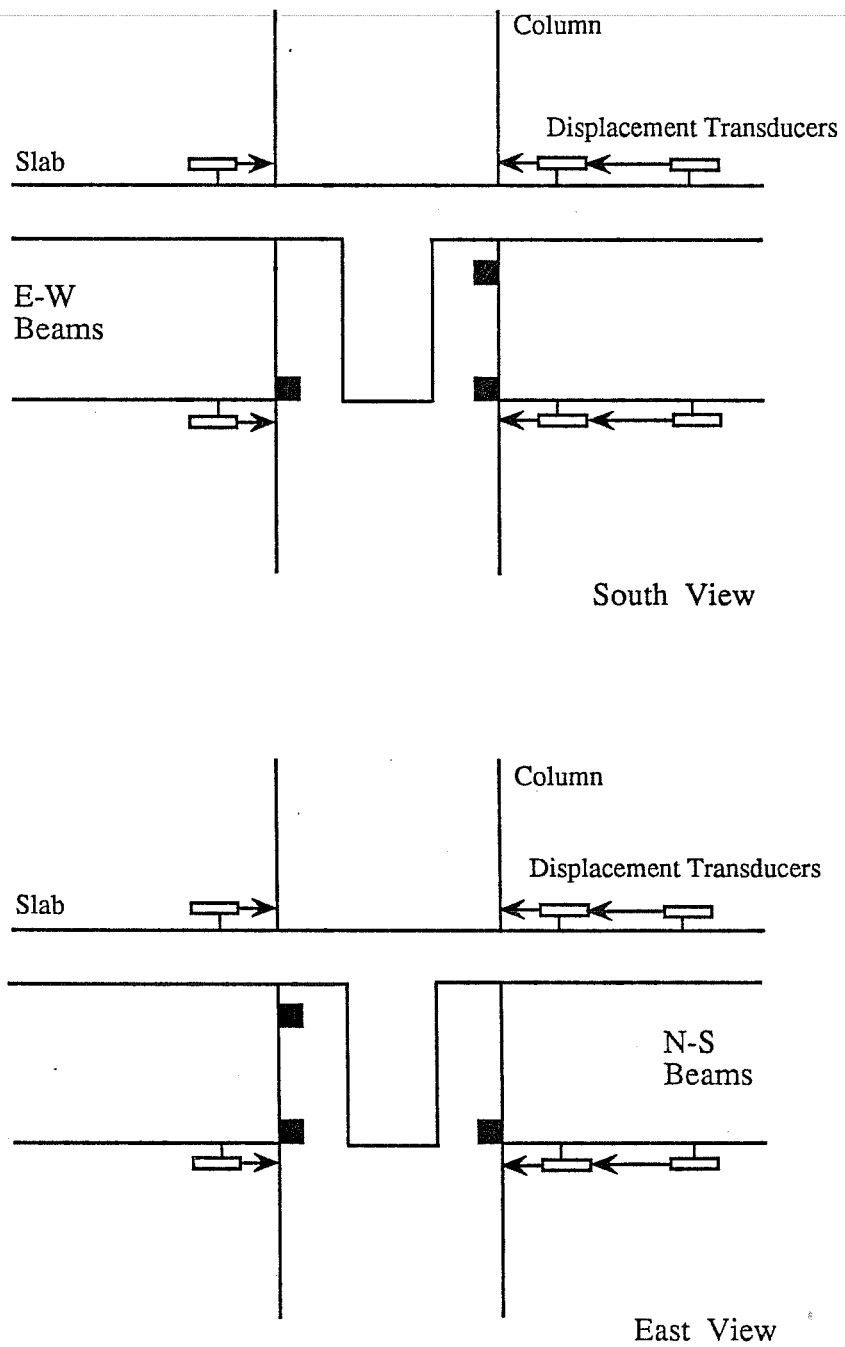 Column
Displacement Transducers
Slab
E-W
Beams
South View
Column
Displacement Transducers
Slab
N-S
Beams
East View